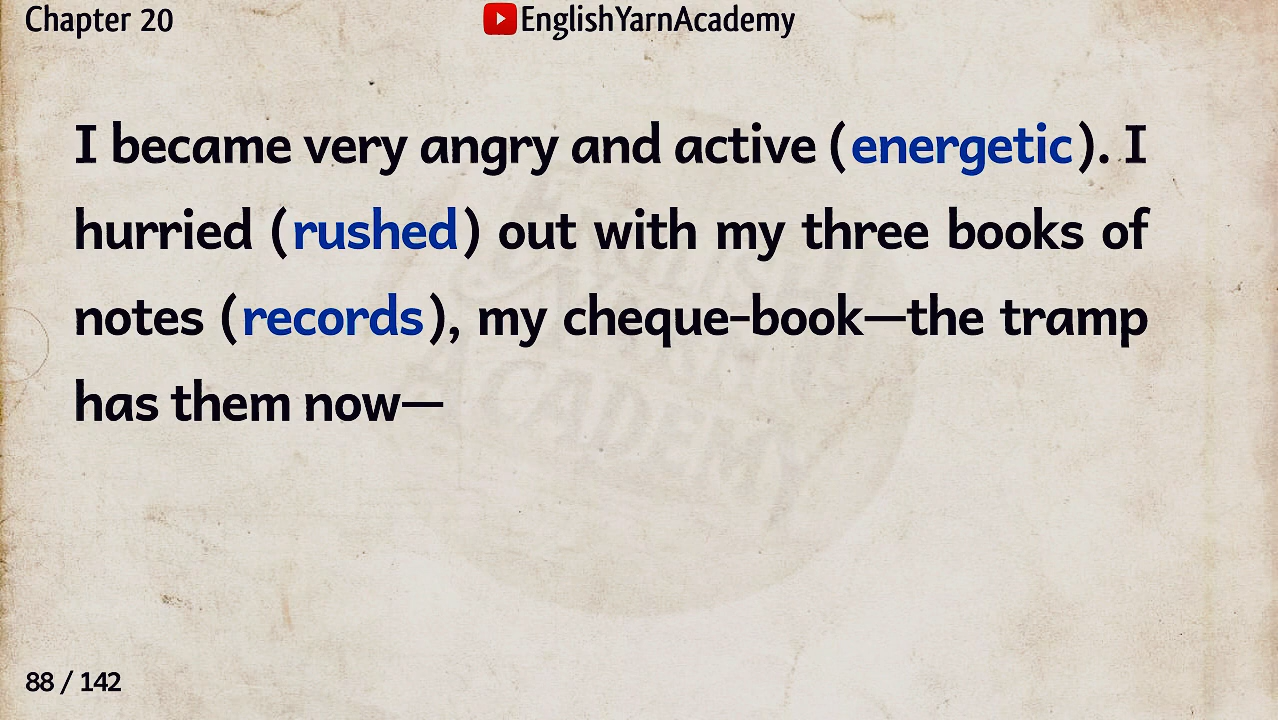 Chapter 20
EnglishYarnAcademy
I became very angry and active (energetic). I
hurried (rushed) out with my three books of
notes (records), my cheque-book—the tramp
has them now—
88 / 142